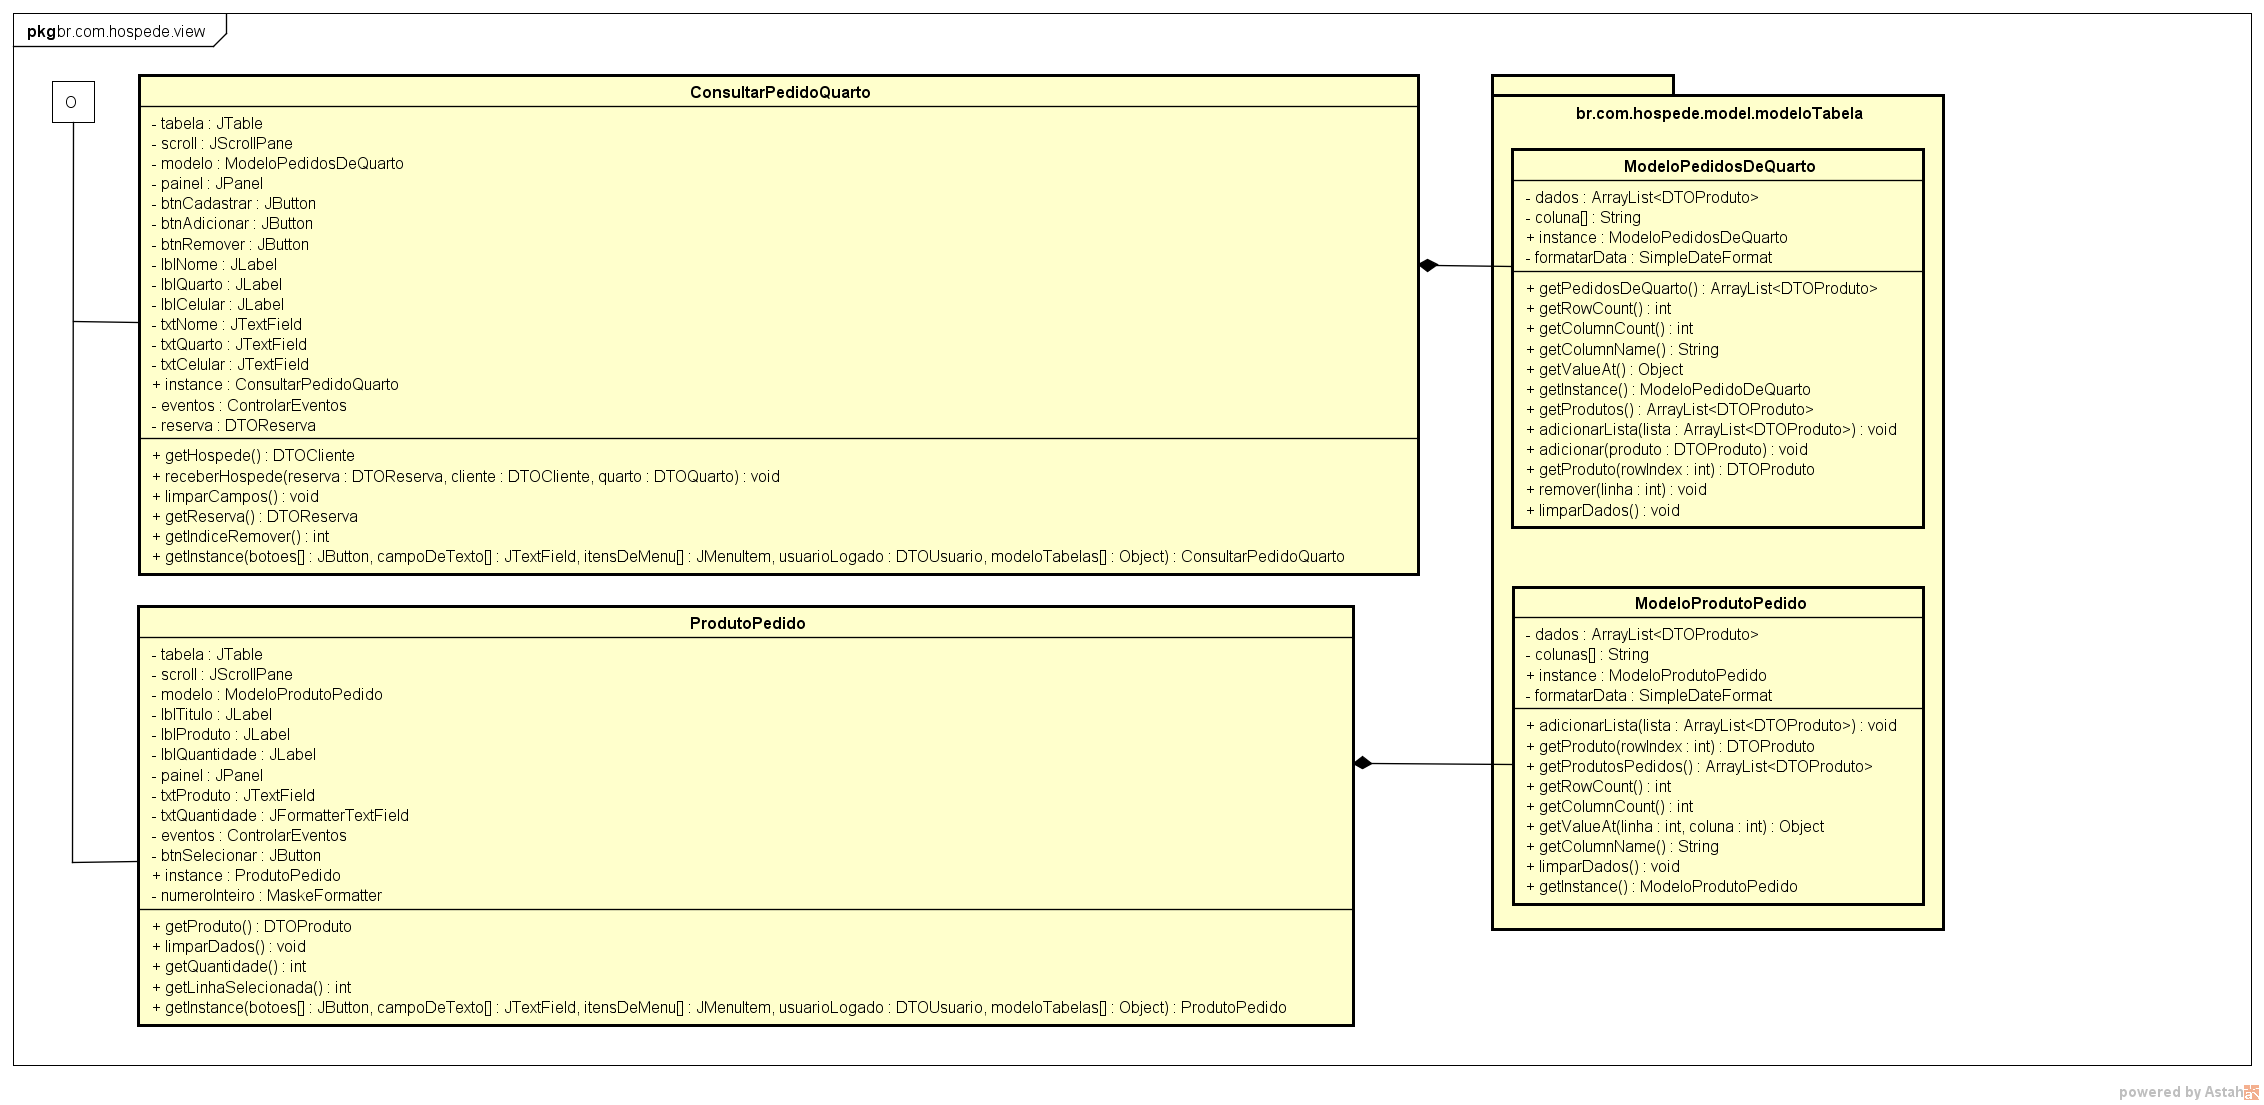 pkg br.com.hospede.view
O
ConsultarPedidoQuarto
- tabela : JTable
- scroll : JScrollPane
- modelo : ModeloPedidosDeQuarto
- painel : JPanel
- btnCadastrar : JButton
- btnAdicionar : JButton
- btnRemover : JButton
- lblNome : JLabel
- lblQuarto : JLabel
- lblCelular : JLabel
- txtNome : JTextField
- txtQuarto : JTextField
- txtCelular : JTextField
+ instance : ConsultarPedidoQuarto
- eventos : ControlarEventos
- reserva : DTOReserva
+ getHospede() : DTOCliente
+ receberHospede(reserva : DTOReserva, cliente : DTOCliente, quarto : DTOQuarto) : void
+ limparCampos() : void
+ getReserva() : DTOReserva
+ getIndiceRemover() : int
+ getInstance(botoes[] : JButton, campoDeTexto[] : JTextField, itensDeMenu[] : JMenuItem, usuarioLogado : DTOUsuario, modeloTabelas[] : Object) : ConsultarPedidoQuarto
ProdutoPedido
- tabela : JTable
- scroll : JScrollPane
- modelo : ModeloProdutoPedido
- lblTitulo : JLabel
- lblProduto : JLabel
- lblQuantidade : JLabel
- painel : JPanel
- txtProduto : JTextField
- txtQuantidade : JFormatterTextField
- eventos : ControlarEventos
- btnSelecionar : JButton
+ instance : ProdutoPedido
- numeroInteiro : MaskeFormatter
+ getProduto() : DTOProduto
+ limparDados() : void
+ getQuantidade() : int
+ getLinhaSelecionada() : int
+ getInstance(botoes[] : JButton, campoDeTexto[] : JTextField, itensDeMenu[] : JMenuItem, usuarioLogado : DTOUsuario, modeloTabelas[] : Object) : ProdutoPedido
br.com.hospede.model.modeloTabela
ModeloPedidosDeQuarto
- dados : ArrayList<DTOProduto>
- coluna[] : String
+ instance : ModeloPedidosDeQuarto
- formatarData : SimpleDateFormat
+ getPedidosDeQuarto() : ArrayList<DTOProduto>
+ getRowCount() : int
+ getColumnCount() : int
+ getColumnName() : String
+ getValueAt() : Object
+ getInstance() : ModeloPedidoDeQuarto
+ getProdutos() : ArrayList<DTOProduto>
+ adicionarLista(lista : ArrayList<DTOProduto>) : void
+ adicionar(produto : DTOProduto) : void
+ getProduto(rowIndex : int) : DTOProduto
+ remover(linha : int) : void
+ limparDados() : void
ModeloProdutoPedido
- dados : ArrayList<DTOProduto>
- colunas[] : String
+ instance : ModeloProdutoPedido
- formatarData : SimpleDateFormat
+ adicionarLista(lista : ArrayList<DTOProduto>) : void
+ getProduto(rowIndex : int) : DTOProduto
+ getProdutosPedidos() : ArrayList<DTOProduto>
+ getRowCount() : int
+ getColumnCount() : int
+ getValueAt(linha : int, coluna : int) : Object
+ getColumnName() : String
+ limparDados() : void
+ getInstance() : ModeloProdutoPedido
powered by Astah